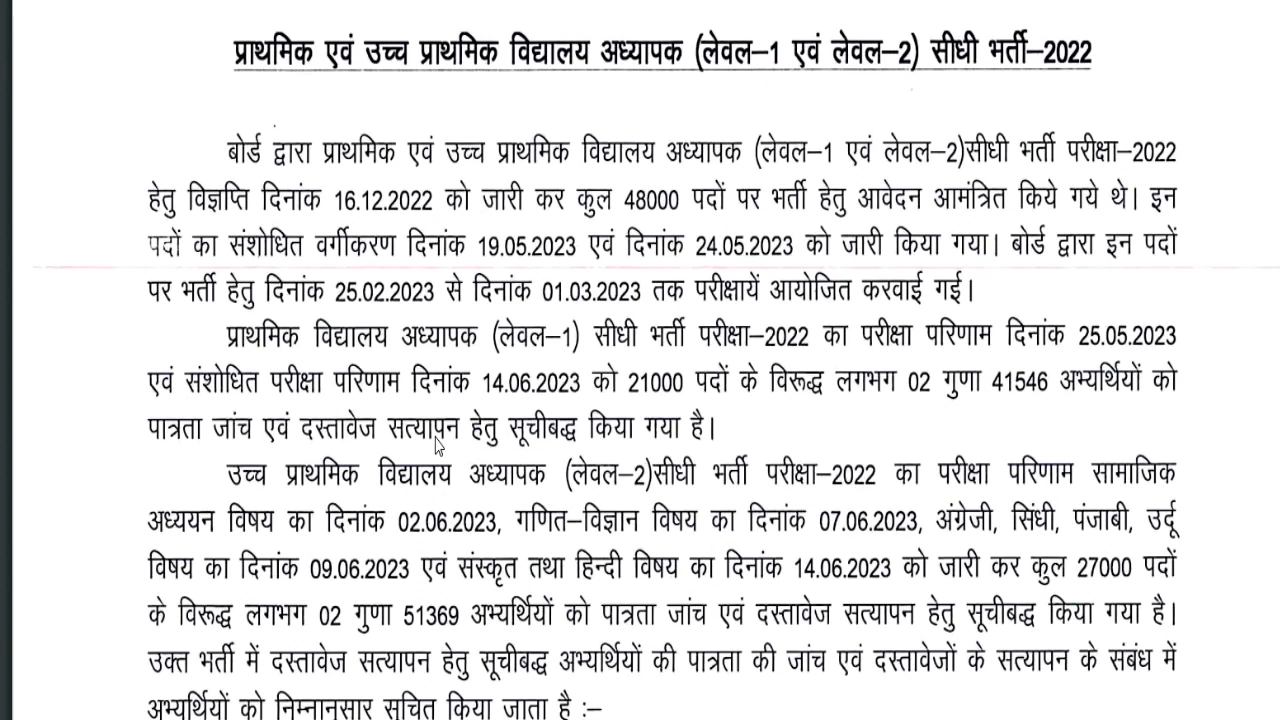 प्राथमिक एवं उच्च प्राथमिक विद्यालय अध्यापक (लेवल–1 एवं लेवल–2) सीधी भर्ती–2022
बोर्ड द्वारा प्राथमिक एवं उच्च प्राथमिक विद्यालय अध्यापक (लेवल–1 एवं लेवल–2)सीधी भर्ती परीक्षा–2022
हेतु विज्ञप्ति दिनांक 16.12.2022 को जारी कर कुल 48000 पदों पर भर्ती हेतु आवेदन आमंत्रित किये गये थे। इन
पदों का संशोधित वर्गीकरण दिनांक 19.05.2023 एवं दिनांक 24.05.2023 को जारी किया गया। बोर्ड द्वारा इन पदों
पर भर्ती हेतु दिनांक 25.02.2023 से दिनांक 01.03.2023 तक परीक्षायें आयोजित करवाई गई।
प्राथमिक विद्यालय अध्यापक (लेवल–1) सीधी भर्ती परीक्षा–2022 का परीक्षा परिणाम दिनांक 25.05.2023
एवं संशोधित परीक्षा परिणाम दिनांक 14.06.2023 को 21000 पदों के विरूद्ध लगभग 02 गुणा 41546 अभ्यर्थियों को
पात्रता जांच एवं दस्तावेज सत्यापन हेतु सूचीबद्ध किया गया है।
उच्च प्राथमिक विद्यालय अध्यापक (लेवल–2)सीधी भर्ती परीक्षा–2022 का परीक्षा परिणाम सामाजिक
अध्ययन विषय का दिनांक 02.06.2023, गणित–विज्ञान विषय का दिनांक 07.06.2023, अंग्रेजी, सिंधी, पंजाबी, उर्दू
विषय का दिनांक 09.06.2023 एवं संस्कृत तथा हिन्दी विषय का दिनांक 14.06.2023 को जारी कर कुल 27000 पदों
के विरूद्ध लगभग 02 गुणा 51369 अभ्यर्थियों को पात्रता जांच एवं दस्तावेज सत्यापन हेतु सूचीबद्ध किया गया है।
उक्त भर्ती में दस्तावेज सत्यापन हेतु सूचीबद्ध अभ्यर्थियों की पात्रता की जांच एवं दस्तावेजों के सत्यापन के संबंध में
अभ्यर्थियों को निम्नानुसार सूचित किया जाता है :–